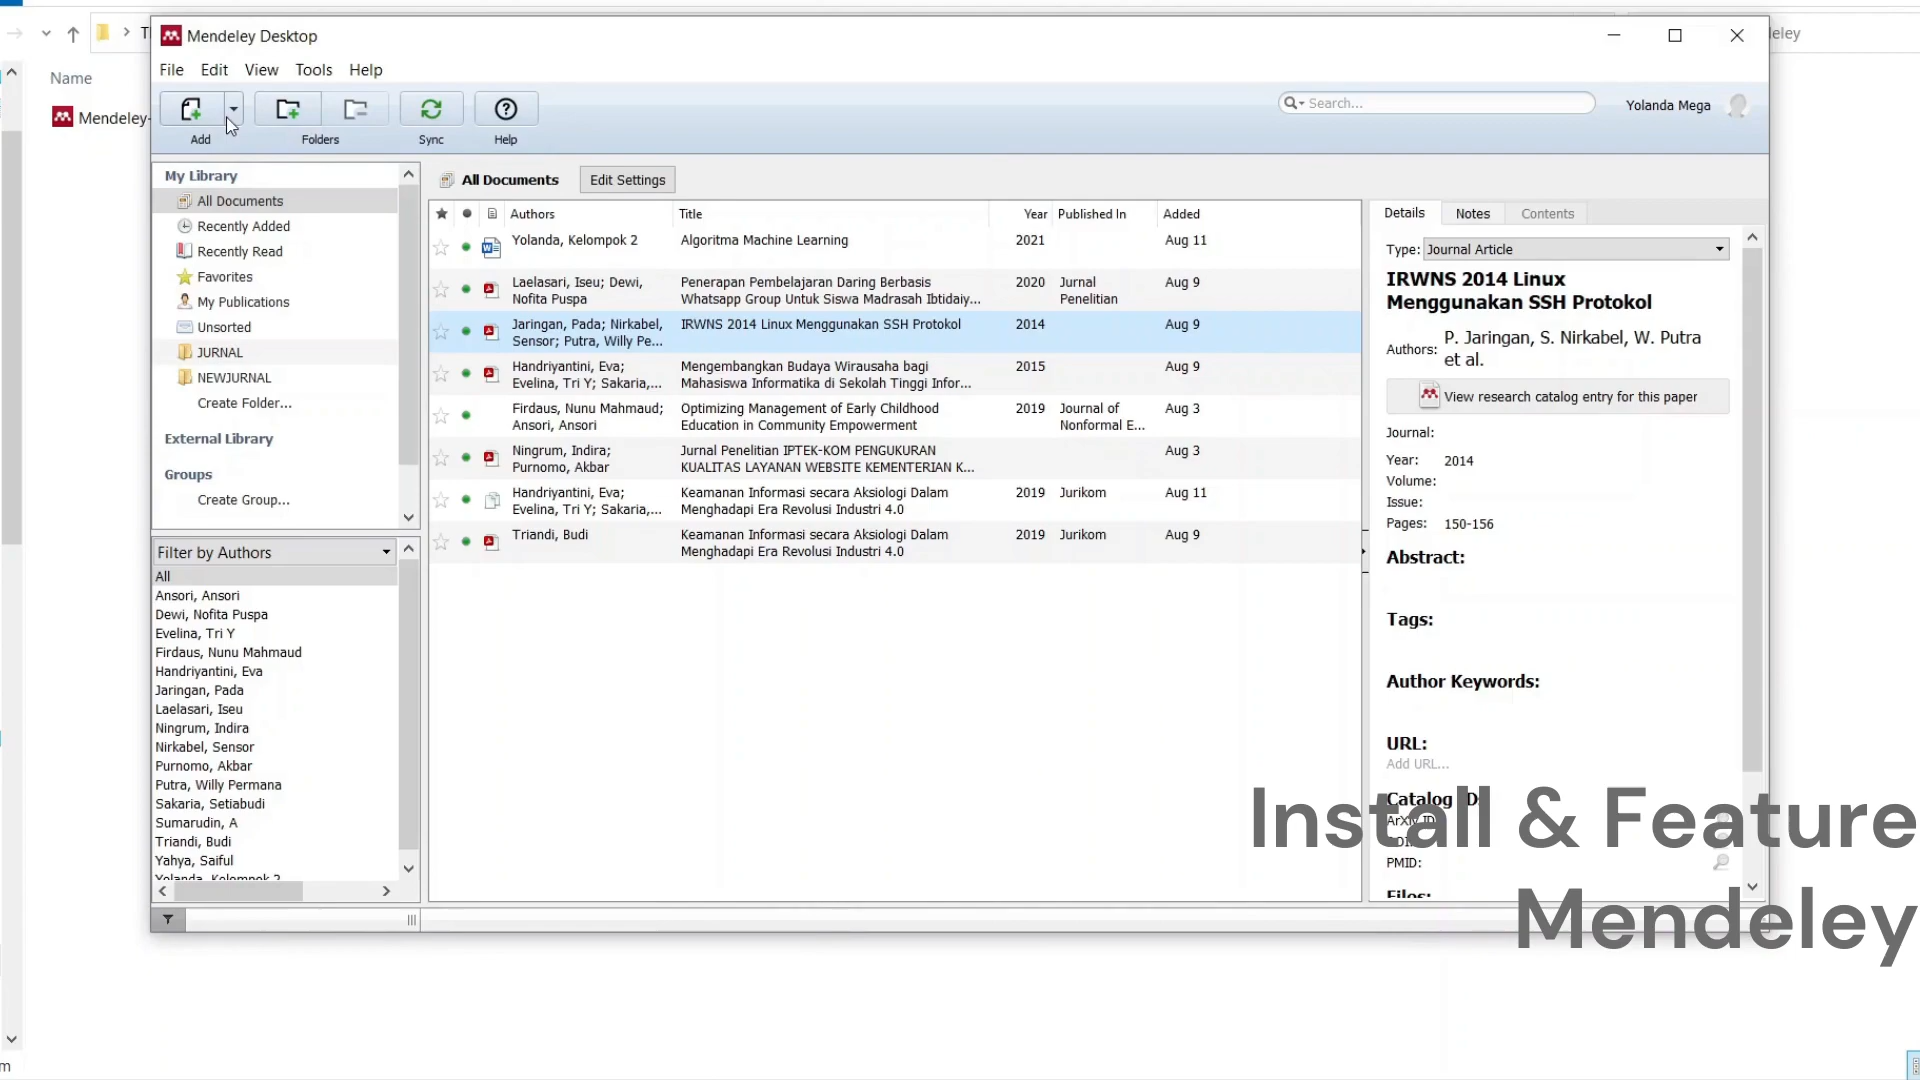 Mendeley Desktop
eley
Name
Mendeley-
File Edit View Tools Help
Add Folders Sync Help
Search...
Yolanda Mega
My Library
All Documents
Recently Added
Recently Read
Favorites
My Publications
Unsorted
JURNAL
NEWJURNAL
Create Folder...
External Library
Groups
Create Group...
Filter by Authors
All
Ansori, Ansori
Dewi, Nofita Puspa
Evelina, Tri Y
Firdaus, Nunu Mahmaud
Handriyantini, Eva
Jaringan, Pada
Laelasari, Iseu
Ningrum, Indira
Nirkabel, Sensor
Purnomo, Akbar
Putra, Willy Permana
Sakaria, Setiabudi
Sumarudin, A
Triandi, Budi
Yahya, Saiful
Yolanda, Kelompok 2
All Documents Edit Settings
Authors Title Year Published In Added
Yolanda, Kelompok 2 Algoritma Machine Learning 2021 Aug 11
Laelasari, Iseu; Dewi, Penerapan Pembelajaran Daring Berbasis 2020 Jurnal Aug 9
Nofita Puspa Whatsapp Group Untuk Siswa Madrasah Ibtidaiy... Penelitian
Jaringan, Pada; Nirkabel, IRWNS 2014 Linux Menggunakan SSH Protokol 2014 Aug 9
Sensor; Putra, Willy Pe...
Handriyantini, Eva; Mengembangkan Budaya Wirausaha bagi 2015 Aug 9
Evelina, Tri Y; Sakaria,... Mahasiswa Informatika di Sekolah Tinggi Infor...
Firdaus, Nunu Mahmaud; Optimizing Management of Early Childhood 2019 Journal of Aug 3
Ansori, Ansori Education in Community Empowerment Nonformal E...
Ningrum, Indira; Jurnal Penelitian IPTEK-KOM PENGUKURAN Aug 3
Purnomo, Akbar KUALITAS LAYANAN WEBSITE KEMENTERIAN K...
Handriyantini, Eva; Keamanan Informasi secara Aksiologi Dalam 2019 Jurikom Aug 11
Evelina, Tri Y; Sakaria,... Menghadapi Era Revolusi Industri 4.0
Triandi, Budi Keamanan Informasi secara Aksiologi Dalam 2019 Jurikom Aug 9
Menghadapi Era Revolusi Industri 4.0
Details Notes Contents
Type: Journal Article
IRWNS 2014 Linux
Menggunakan SSH Protokol
Authors: P. Jaringan, S. Nirkabel, W. Putra
et al.
View research catalog entry for this paper
Journal:
Year: 2014
Volume:
Issue:
Pages: 150-156
Abstract:
Tags:
Author Keywords:
URL:
Add URL...
Catalog
ArXiv ID
PMID:
Files:
Install & Feature
Mendeley